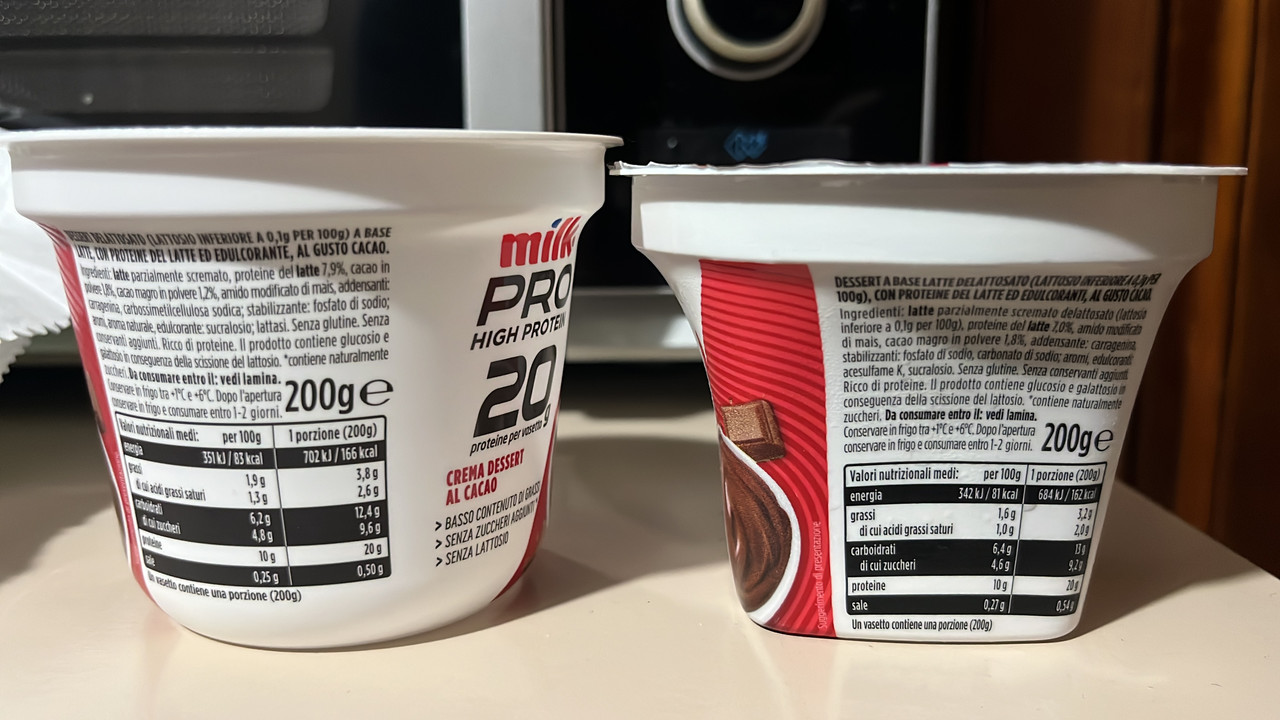 DESSERT DELATTOSATO (LATTOSIO INFERIORE A 0,1g PER 100g) A BASE
LATTE, CON PROTEINE DEL LATTE ED EDULCORANTE, AL GUSTO CACAO.
Ingredienti: latte parzialmente scremato, proteine del latte 7,9%, cacao in
polvere 1,8%, cacao magro in polvere 1,2%, amido modificato di mais, addensanti:
carragenina, carbossimetilcellulosa sodica; stabilizzante: fosfato di sodio;
aromi, aroma naturale, edulcorante: sucralosio; lattasi. Senza glutine. Senza
conservanti aggiunti. Ricco di proteine. Il prodotto contiene glucosio e
galattosio in conseguenza della scissione del lattosio. *contiene naturalmente
zuccheri. Da consumare entro il: vedi lamina.
Conservare in frigo tra +1°C e +6°C. Dopo l'apertura
conservare in frigo e consumare entro 1-2 giorni.
200g e
Valori nutrizionali medi: per 100g 1 porzione (200g)
energia 351 kJ / 83 kcal 702 kJ / 166 kcal
grassi 1,9 g 3,8 g
di cui acidi grassi saturi 1,3 g 2,6 g
carboidrati 6,2 g 12,4 g
di cui zuccheri 4,8 g 9,6 g
proteine 10 g 20 g
sale 0,25 g 0,50 g
Un vasetto contiene una porzione (200g)
milk
PRO
HIGH PROTEIN
20g
proteine per vasetto
CREMA DESSERT
AL CACAO
> BASSO CONTENUTO DI GRASSI
> SENZA ZUCCHERI AGGIUNTI*
> SENZA LATTOSIO
Suggerimento di presentazione
DESSERT A BASE LATTE DELATTOSATO (LATTOSIO INFERIORE A 0,1g PER
100g), CON PROTEINE DEL LATTE ED EDULCORANTI, AL GUSTO CACAO.
Ingredienti: latte parzialmente scremato delattosato (lattosio
inferiore a 0,1g per 100g), proteine del latte 7,0%, amido modificato
di mais, cacao magro in polvere 1,8%, addensante: carragenina,
stabilizzanti: fosfato di sodio, carbonato di sodio; aromi, edulcoranti:
acesulfame K, sucralosio. Senza glutine. Senza conservanti aggiunti.
Ricco di proteine. Il prodotto contiene glucosio e galattosio in
conseguenza della scissione del lattosio. *contiene naturalmente
zuccheri. Da consumare entro il: vedi lamina.
Conservare in frigo tra +1°C e +6°C. Dopo l'apertura
conservare in frigo e consumare entro 1-2 giorni.
200g e
Valori nutrizionali medi: per 100g 1 porzione (200g)
energia 342 kJ / 81 kcal 684 kJ / 162 kcal
grassi 1,6 g 3,2 g
di cui acidi grassi saturi 1,0 g 2,0 g
carboidrati 6,4 g 13 g
di cui zuccheri 4,6 g 9,2 g
proteine 10 g 20 g
sale 0,27 g 0,54 g
Un vasetto contiene una porzione (200g)